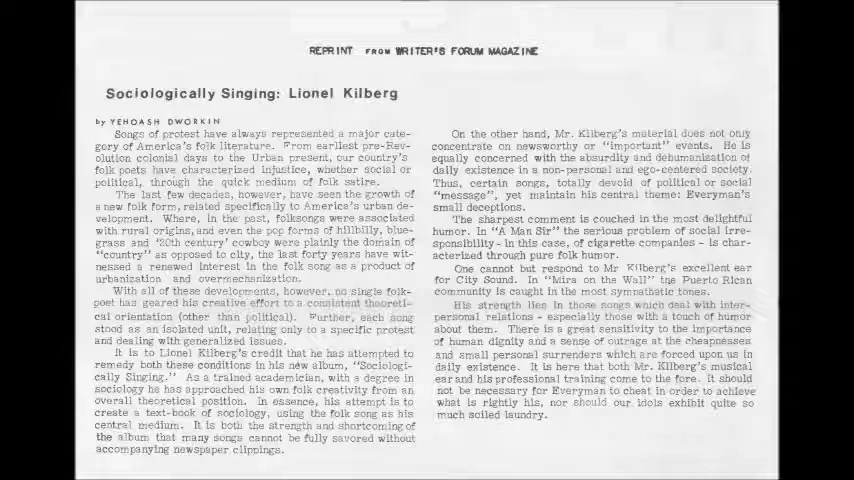 REPRINT FROM WRITER'S FORUM MAGAZINE
Sociologically Singing: Lionel Kilberg
by YEHOASH DWORKIN
Songs of protest have always represented a major cate-
gory of America's folk literature. From earliest pre-Rev-
olution colonial days to the Urban present, our country's
folk poets have characterized injustice, whether social or
political, through the quick medium of folk satire.
The last few decades, however, have seen the growth of
a new folk form, related specifically to America's urban de-
velopment. Where, in the past, folksongs were associated
with rural origins, and even the pop forms of hillbilly, blue-
grass and '20th century' cowboy were plainly the domain of
"country" as opposed to city, the last forty years have wit-
nessed a renewed interest in the folk song as a product of
urbanization and overmechanization.
With all of these developments, however, no single folk-
poet has geared his creative effort to a consistent theoreti-
cal orientation (other than political). Further, each song
stood as an isolated unit, relating only to a specific protest
and dealing with generalized issues.
It is to Lionel Kilberg's credit that he has attempted to
remedy both these conditions in his new album, "Sociologi-
cally Singing." As a trained academician, with a degree in
sociology he has approached his own folk creativity from an
overall theoretical position. In essence, his attempt is to
create a text-book of sociology, using the folk song as his
central medium. It is both the strength and shortcoming of
the album that many songs cannot be fully savored without
accompanying newspaper clippings.
On the other hand, Mr. Kilberg's material does not only
concentrate on newsworthy or "important" events. He is
equally concerned with the absurdity and dehumanization of
daily existence in a non-personal and ego-centered society.
Thus, certain songs, totally devoid of political or social
"message", yet maintain his central theme: Everyman's
small deceptions.
The sharpest comment is couched in the most delightful
humor. In "A Man Sir" the serious problem of social irre-
sponsibility - in this case, of cigarette companies - is char-
acterized through pure folk humor.
One cannot but respond to Mr Kilberg's excellent ear
for City Sound. In "Mira on the Wall" the Puerto Rican
community is caught in the most sympathetic tones.
His strength lies in those songs which deal with inter-
personal relations - especially those with a touch of humor
about them. There is a great sensitivity to the importance
of human dignity and a sense of outrage at the cheapnesses
and small personal surrenders which are forced upon us in
daily existence. It is here that both Mr. Kilberg's musical
ear and his professional training come to the fore. It should
not be necessary for Everyman to cheat in order to achieve
what is rightly his, nor should our idols exhibit quite so
much soiled laundry.